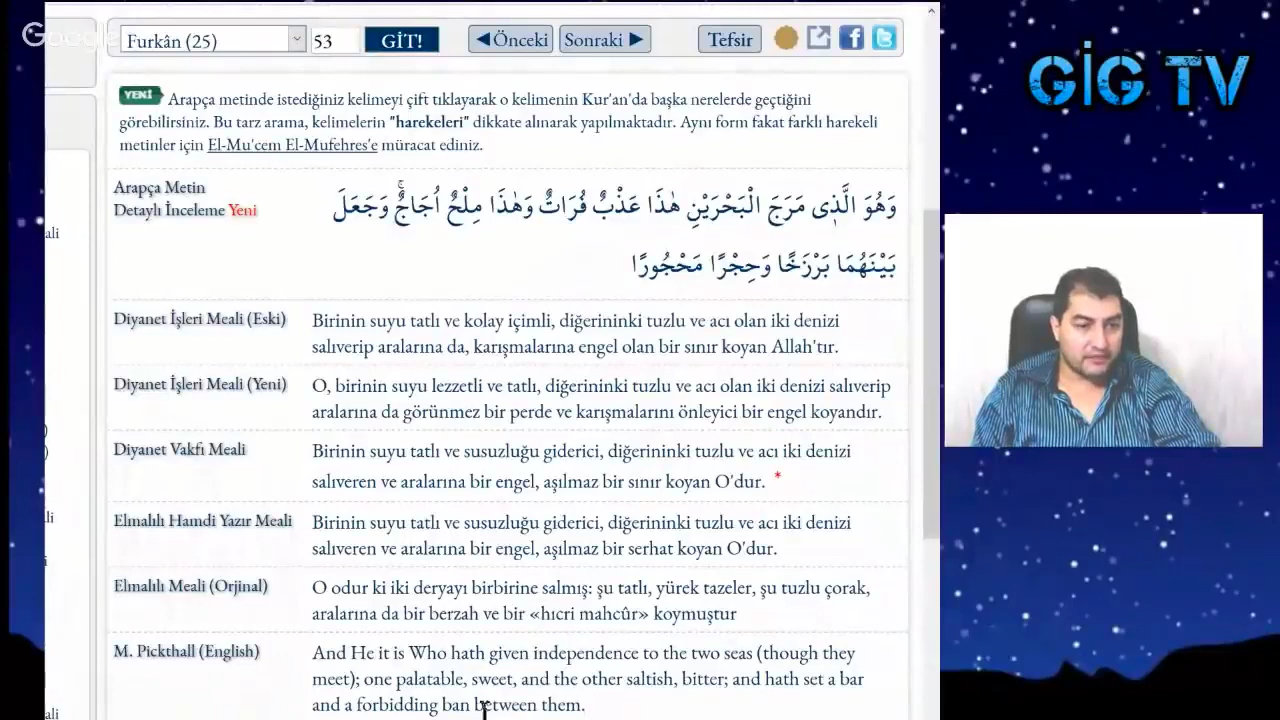 Google
Furkân (25)
53
GİT!
◄Önceki
Sonraki ►
Tefsir
GİG TV
YENİ Arapça metinde istediğiniz kelimeyi çift tıklayarak o kelimenin Kur'an'da başka nerelerde geçtiğini
görebilirsiniz. Bu tarz arama, kelimelerin "harekeleri" dikkate alınarak yapılmaktadır. Aynı form fakat farklı harekeli
metinler için El-Mu'cem El-Mufehres'e müracat ediniz.
Arapça Metin
Detaylı İnceleme Yeni
وَهُوَ الَّذ۪ى مَرَجَ الْبَحْرَيْنِ هٰذَا عَذْبٌ فُرَاتٌ وَهٰذَا مِلْحٌ اُجَاجٌۚ وَجَعَلَ
بَيْنَهُمَا بَرْزَخًا وَحِجْرًا مَحْجُورًا
ali
Diyanet İşleri Meali (Eski)
Birinin suyu tatlı ve kolay içimli, diğerininki tuzlu ve acı olan iki denizi
salıverip aralarına da, karışmalarına engel olan bir sınır koyan Allah'tır.
Diyanet İşleri Meali (Yeni)
O, birinin suyu lezzetli ve tatlı, diğerininki tuzlu ve acı olan iki denizi salıverip
aralarına da görünmez bir perde ve karışmalarını önleyici bir engel koyandır.
)
)
Diyanet Vakfı Meali
Birinin suyu tatlı ve susuzluğu giderici, diğerininki tuzlu ve acı iki denizi
salıveren ve aralarına bir engel, aşılmaz bir sınır koyan O'dur. *
li
Elmalılı Hamdi Yazır Meali
Birinin suyu tatlı ve susuzluğu giderici, diğerininki tuzlu ve acı iki denizi
salıveren ve aralarına bir engel, aşılmaz bir serhat koyan O'dur.
i
Elmalılı Meali (Orjinal)
O odur ki iki deryayı birbirine salmış: şu tatlı, yürek tazeler, şu tuzlu çorak,
aralarına da bir berzah ve bir «hıcri mahcûr» koymuştur
M. Pickthall (English)
And He it is Who hath given independence to the two seas (though they
meet); one palatable, sweet, and the other saltish, bitter; and hath set a bar
and a forbidding ban between them.
ali